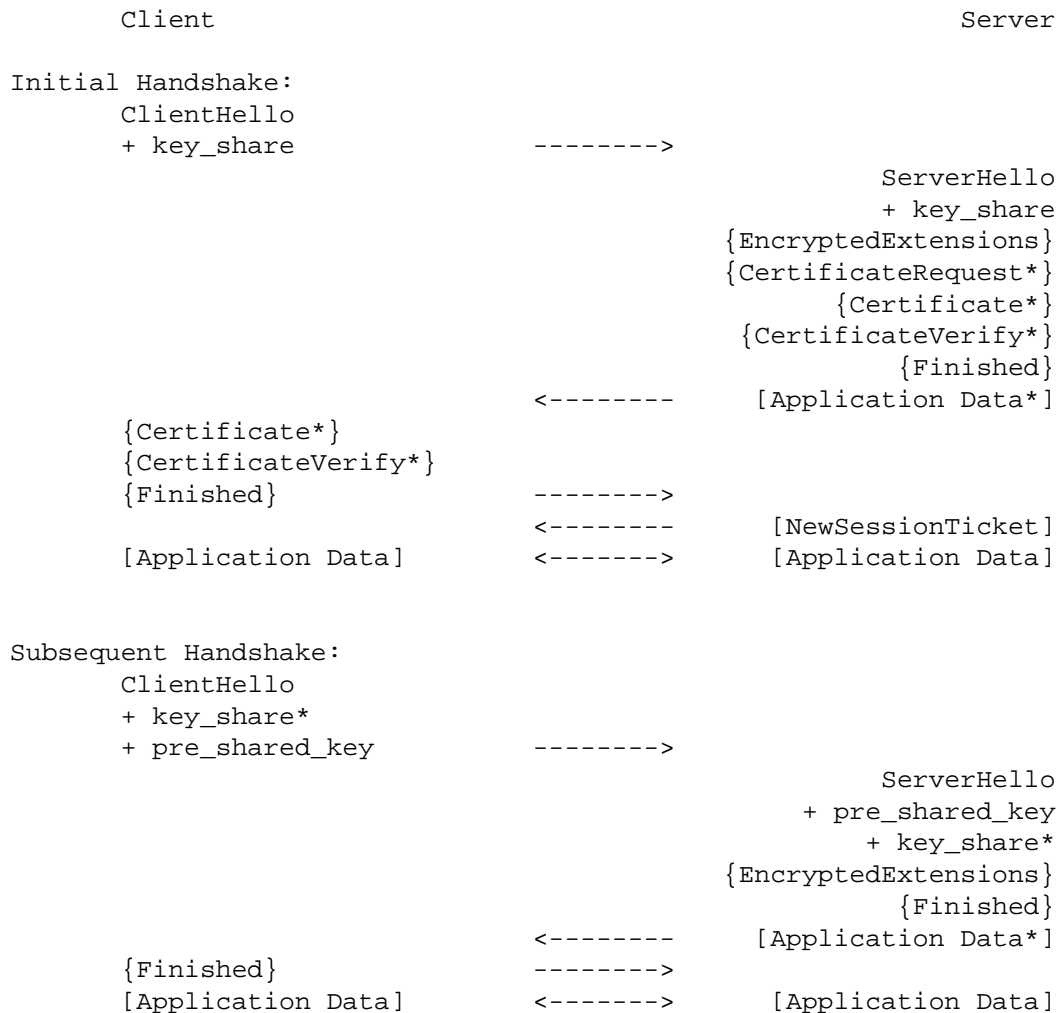 Client                                               Server

Initial Handshake:
ClientHello
+ key_share               -------->
ServerHello
+ key_share
{EncryptedExtensions}
{CertificateRequest*}
{Certificate*}
{CertificateVerify*}
{Finished}
<--------     [Application Data*]
{Certificate*}
{CertificateVerify*}
{Finished}                -------->
<--------      [NewSessionTicket]
[Application Data]        <------->      [Application Data]

Subsequent Handshake:
ClientHello
+ key_share*
+ pre_shared_key          -------->
ServerHello
+ pre_shared_key
+ key_share*
{EncryptedExtensions}
{Finished}
<--------     [Application Data*]
{Finished}                -------->
[Application Data]        <------->      [Application Data]